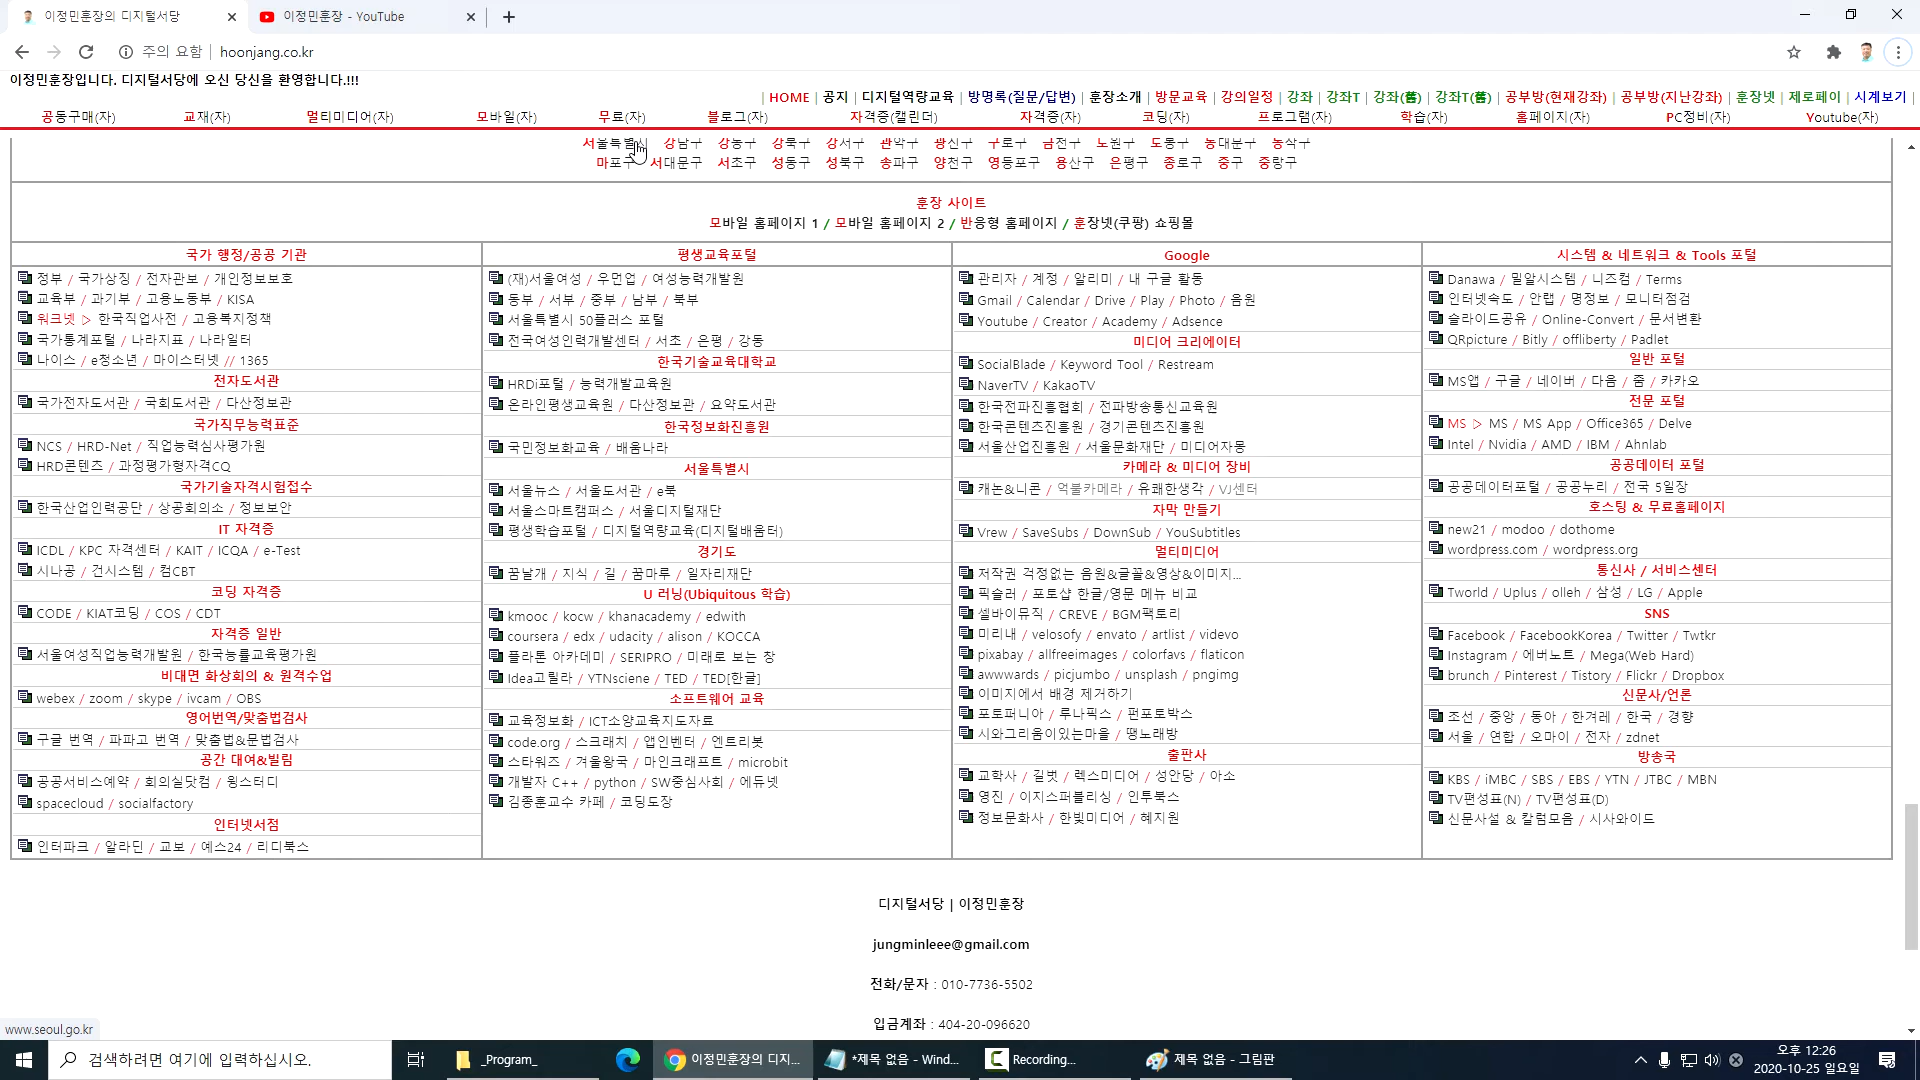 이정민훈장의 디지털서당
이정민훈장 - YouTube
주의 요함 | hoonjang.co.kr
이정민훈장입니다. 디지털서당에 오신 당신을 환영합니다.!!!
| HOME | 공지 | 디지털역량교육 | 방명록(질문/답변) | 훈장소개 | 방문교육 | 강의일정 | 강좌 | 강좌T | 강좌(舊) | 강좌T(舊) | 공부방(현재강좌) | 공부방(지난강좌) | 훈장넷 | 제로페이 | 시계보기 |
공동구매(자) 교재(자) 멀티미디어(자) 모바일(자) 무료(자) 블로그(자) 자격증(캘린더) 자격증(자) 코딩(자) 프로그램(자) 학습(자) 홈페이지(자) PC정비(자) Youtube(자)
서울특별시 강남구 강동구 강북구 강서구 관악구 광진구 구로구 금천구 노원구 도봉구 동대문구 동작구
마포구 서대문구 서초구 성동구 성북구 송파구 양천구 영등포구 용산구 은평구 종로구 중구 중랑구
훈장 사이트
모바일 홈페이지 1 / 모바일 홈페이지 2 / 반응형 홈페이지 / 훈장넷(쿠팡) 쇼핑몰
국가 행정/공공 기관
정부 / 국가상징 / 전자관보 / 개인정보보호
교육부 / 과기부 / 고용노동부 / KISA
워크넷 ▷ 한국직업사전 / 고용복지정책
국가통계포털 / 나라지표 / 나라일터
나이스 / e청소년 / 마이스터넷 // 1365
전자도서관
국가전자도서관 / 국회도서관 / 다산정보관
국가직무능력표준
NCS / HRD-Net / 직업능력심사평가원
HRD콘텐츠 / 과정평가형자격CQ
국가기술자격시험접수
한국산업인력공단 / 상공회의소 / 정보보안
IT 자격증
ICDL / KPC 자격센터 / KAIT / ICQA / e-Test
시나공 / 건시스템 / 컴CBT
코딩 자격증
CODE / KIAT코딩 / COS / CDT
자격증 일반
서울여성직업능력개발원 / 한국능률교육평가원
비대면 화상회의 & 원격수업
webex / zoom / skype / ivcam / OBS
영어번역/맞춤법검사
구글 번역 / 파파고 번역 / 맞춤법&문법검사
공간 대여&빌림
공공서비스예약 / 회의실닷컴 / 윙스터디
spacecloud / socialfactory
인터넷서점
인터파크 / 알라딘 / 교보 / 예스24 / 리디북스
평생교육포털
(재)서울여성 / 우먼업 / 여성능력개발원
동부 / 서부 / 중부 / 남부 / 북부
서울특별시 50플러스 포털
전국여성인력개발센터 / 서초 / 은평 / 강동
한국기술교육대학교
HRDi포털 / 능력개발교육원
온라인평생교육원 / 다산정보관 / 요약도서관
한국정보화진흥원
국민정보화교육 / 배움나라
서울특별시
서울뉴스 / 서울도서관 / e북
서울스마트캠퍼스 / 서울디지털재단
평생학습포털 / 디지털역량교육(디지털배움터)
경기도
꿈날개 / 지식 / 길 / 꿈마루 / 일자리재단
U 러닝(Ubiquitous 학습)
kmooc / kocw / khanacademy / edwith
coursera / edx / udacity / alison / KOCCA
플라톤 아카데미 / SERIPRO / 미래로 보는 창
Idea고릴라 / YTNsciene / TED / TED[한글]
소프트웨어 교육
교육정보화 / ICT소양교육지도자료
code.org / 스크래치 / 앱인벤터 / 엔트리봇
스타워즈 / 겨울왕국 / 마인크래프트 / microbit
개발자 C++ / python / SW중심사회 / 에듀넷
김종훈교수 카페 / 코딩도장
Google
관리자 / 계정 / 알리미 / 내 구글 활동
Gmail / Calendar / Drive / Play / Photo / 음원
Youtube / Creator / Academy / Adsence
미디어 크리에이터
SocialBlade / Keyword Tool / Restream
NaverTV / KakaoTV
한국전파진흥협회 / 전파방송통신교육원
한국콘텐츠진흥원 / 경기콘텐츠진흥원
서울산업진흥원 / 서울문화재단 / 미디어자몽
카메라 & 미디어 장비
캐논&니콘 / 억불카메라 / 유쾌한생각 / VJ센터
자막 만들기
Vrew / SaveSubs / DownSub / YouSubtitles
멀티미디어
저작권 걱정없는 음원&글꼴&영상&이미지...
픽슬러 / 포토샵 한글/영문 메뉴 비교
셀바이뮤직 / CREVE / BGM팩토리
미리내 / velosofy / envato / artlist / videvo
pixabay / allfreeimages / colorfavs / flaticon
awwwards / picjumbo / unsplash / pngimg
이미지에서 배경 제거하기
포토퍼니아 / 루나픽스 / 펀포토박스
시와그리움이있는마을 / 땡노래방
출판사
교학사 / 길벗 / 렉스미디어 / 성안당 / 아소
영진 / 이지스퍼블리싱 / 인투북스
정보문화사 / 한빛미디어 / 혜지원
시스템 & 네트워크 & Tools 포털
Danawa / 밀알시스템 / 니즈컴 / Terms
인터넷속도 / 안랩 / 명정보 / 모니터점검
슬라이드공유 / Online-Convert / 문서변환
QRpicture / Bitly / offliberty / Padlet
일반 포털
MS앱 / 구글 / 네이버 / 다음 / 줌 / 카카오
전문 포털
MS ▷ MS / MS App / Office365 / Delve
Intel / Nvidia / AMD / IBM / Ahnlab
공공데이터 포털
공공데이터포털 / 공공누리 / 전국 5일장
호스팅 & 무료홈페이지
new21 / modoo / dothome
wordpress.com / wordpress.org
통신사 / 서비스센터
Tworld / Uplus / olleh / 삼성 / LG / Apple
SNS
Facebook / FacebookKorea / Twitter / Twtkr
Instagram / 에버노트 / Mega(Web Hard)
brunch / Pinterest / Tistory / Flickr / Dropbox
신문사/언론
조선 / 중앙 / 동아 / 한겨레 / 한국 / 경향
서울 / 연합 / 오마이 / 전자 / zdnet
방송국
KBS / iMBC / SBS / EBS / YTN / JTBC / MBN
TV편성표(N) / TV편성표(D)
신문사설 & 칼럼모음 / 시사와이드
디지털서당 | 이정민훈장
jungminleee@gmail.com
전화/문자 : 010-7736-5502
입금계좌 : 404-20-096620
www.seoul.go.kr
검색하려면 여기에 입력하십시오.
_Program_
이정민훈장의 디지...
*제목 없음 - Wind...
Recording...
제목 없음 - 그림판
오후 12:26
2020-10-25 일요일